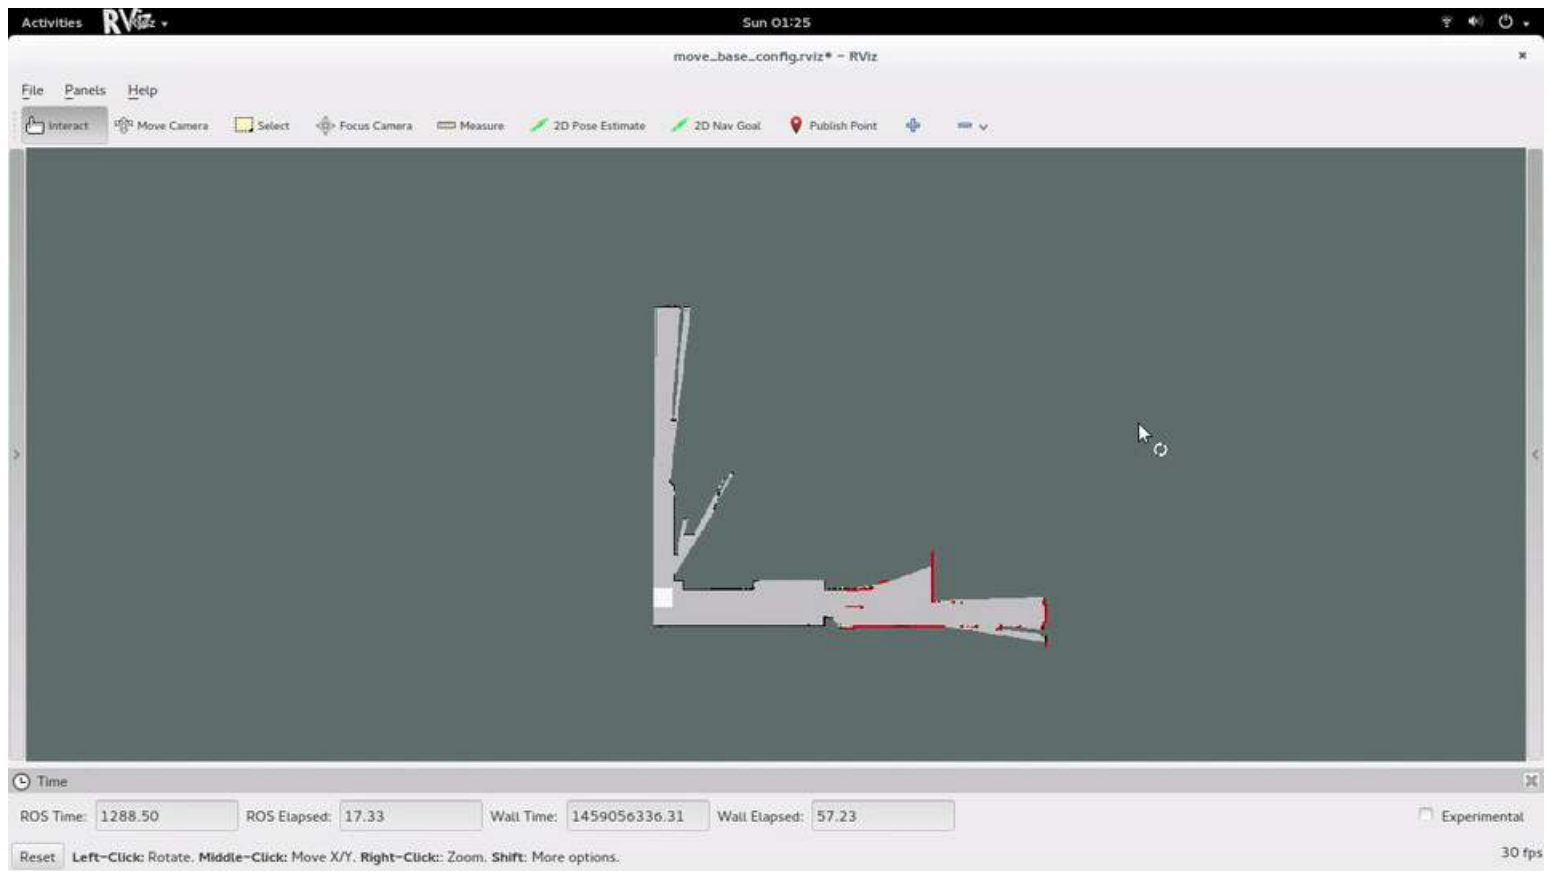 Activities RViz Sun 01:25
move_base_config.rviz* - RViz
File Panels Help
Interact Move Camera Select Focus Camera Measure 2D Pose Estimate 2D Nav Goal Publish Point
Time
ROS Time: 1288.50 ROS Elapsed: 17.33 Wall Time: 1459056336.31 Wall Elapsed: 57.23 Experimental
Reset Left-Click: Rotate. Middle-Click: Move X/Y. Right-Click:: Zoom. Shift: More options. 30 fps